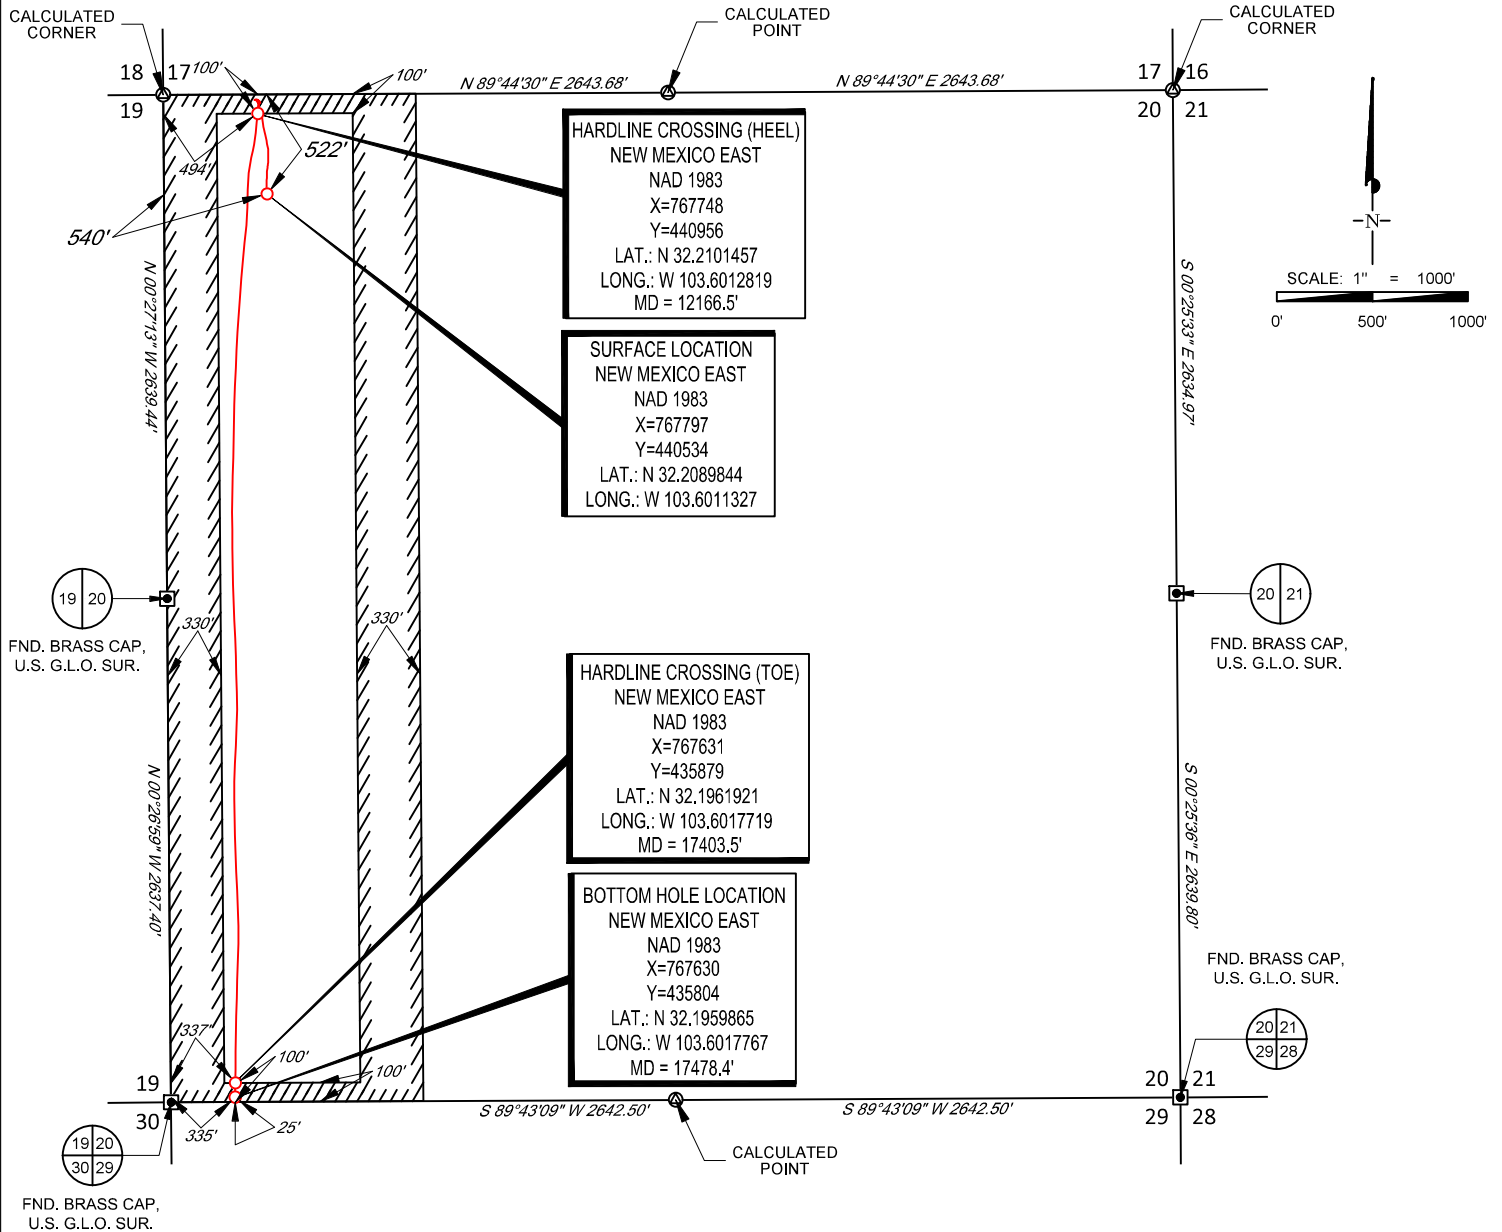 CALCULATED
CORNER
CALCULATED
POINT
CALCULATED
CORNER
18 17
19
100'
100'
N 89°44'30" E 2643.68'
N 89°44'30" E 2643.68'
17 16
20 21
494'
522'
540'
HARDLINE CROSSING (HEEL)
NEW MEXICO EAST
NAD 1983
X=767748
Y=440956
LAT.: N 32.2101457
LONG.: W 103.6012819
MD = 12166.5'
-N-
SCALE: 1" = 1000'
0' 500' 1000'
N 00°27'13" W 2639.44'
S 00°25'33" E 2634.97'
SURFACE LOCATION
NEW MEXICO EAST
NAD 1983
X=767797
Y=440534
LAT.: N 32.2089844
LONG.: W 103.6011327
19 20
FND. BRASS CAP,
U.S. G.L.O. SUR.
330'
330'
20 21
FND. BRASS CAP,
U.S. G.L.O. SUR.
HARDLINE CROSSING (TOE)
NEW MEXICO EAST
NAD 1983
X=767631
Y=435879
LAT.: N 32.1961921
LONG.: W 103.6017719
MD = 17403.5'
N 00°26'59" W 2637.40'
S 00°25'36" E 2639.80'
BOTTOM HOLE LOCATION
NEW MEXICO EAST
NAD 1983
X=767630
Y=435804
LAT.: N 32.1959865
LONG.: W 103.6017767
MD = 17478.4'
FND. BRASS CAP,
U.S. G.L.O. SUR.
20 21
29 28
337'
100'
100'
19
30
335'
25'
S 89°43'09" W 2642.50'
S 89°43'09" W 2642.50'
20 21
29 28
CALCULATED
POINT
19 20
30 29
FND. BRASS CAP,
U.S. G.L.O. SUR.